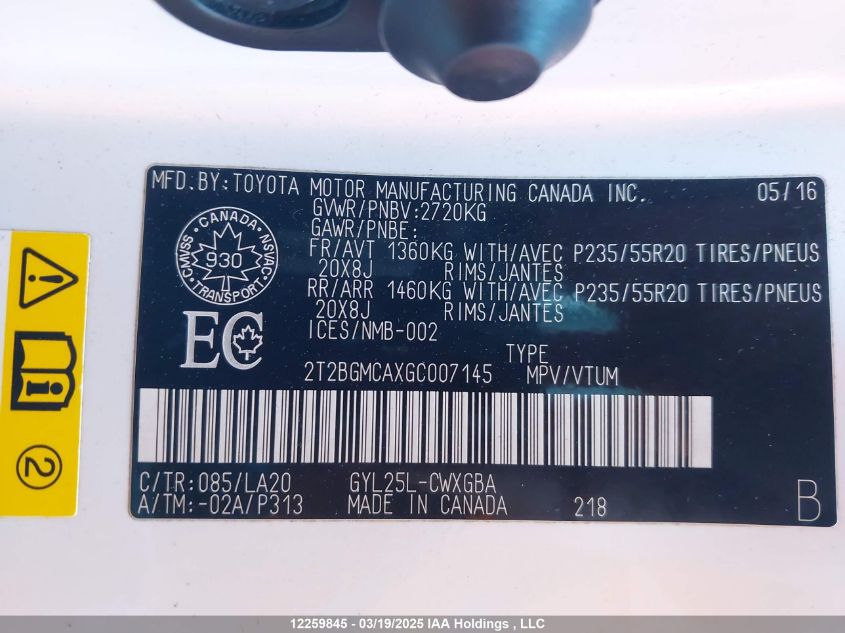 MFD.BY:TOYOTA MOTOR MANUFACTURING CANADA INC. 05/16
GVWR/PNBV:2720KG
GAWR/PNBE:
FR/AVT 1360KG WITH/AVEC P235/55R20 TIRES/PNEUS
20X8J RIMS/JANTES
RR/ARR 1460KG WITH/AVEC P235/55R20 TIRES/PNEUS
20X8J RIMS/JANTES
ICES/NMB-002
CANADA
CMVSS 930 NSVAC
TRANSPORT
EC
TYPE
2T2BGMCAXGC007145 MPV/VTUM
C/TR:085/LA20 GYL25L-CWXGBA
A/TM:-02A/P313 MADE IN CANADA 218 B
2
12259845 - 03/19/2025 IAA Holdings , LLC